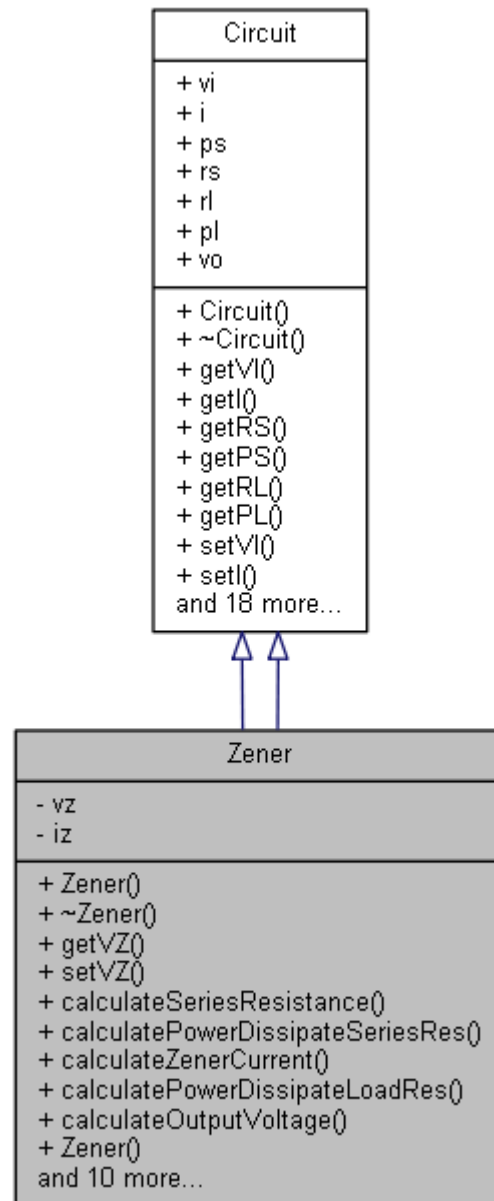 Circuit
+ vi
+ i
+ ps
+ rs
+ rl
+ pl
+ vo
+ Circuit()
+ ~Circuit()
+ getVI()
+ getI()
+ getRS()
+ getPS()
+ getRL()
+ getPL()
+ setVI()
+ setI()
and 18 more...
Zener
- vz
- iz
+ Zener()
+ ~Zener()
+ getVZ()
+ setVZ()
+ calculateSeriesResistance()
+ calculatePowerDissipateSeriesRes()
+ calculateZenerCurrent()
+ calculatePowerDissipateLoadRes()
+ calculateOutputVoltage()
+ Zener()
and 10 more...